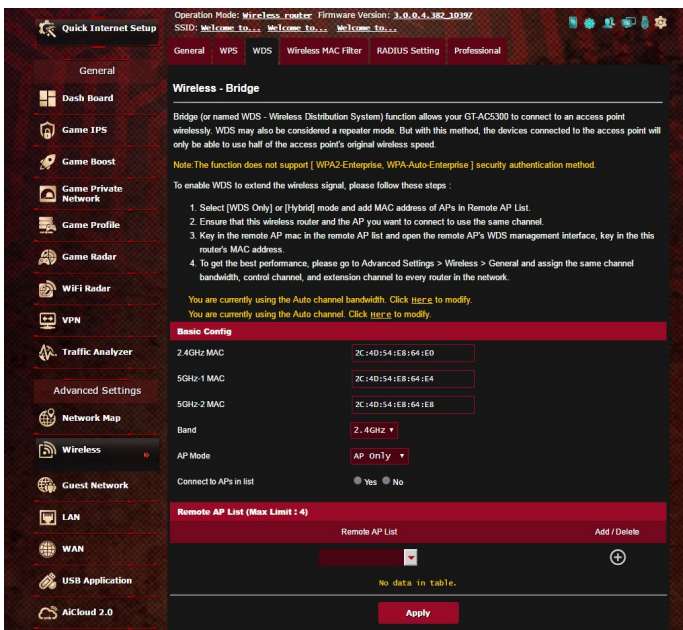 Quick Internet Setup
General
Dash Board
Game IPS
Game Boost
Game Private
Network
Game Profile
Game Radar
WiFi Radar
VPN
Traffic Analyzer
Advanced Settings
Network Map
Wireless
Guest Network
LAN
WAN
USB Application
AiCloud 2.0
Operation Mode: Wireless router Firmware Version: 3.0.0.4.382_10397
SSID: Welcome to... Welcome to... Welcome to...
General WPS WDS Wireless MAC Filter RADIUS Setting Professional
Wireless - Bridge
Bridge (or named WDS - Wireless Distribution System) function allows your GT-AC5300 to connect to an access point
wirelessly. WDS may also be considered a repeater mode. But with this method, the devices connected to the access point will
only be able to use half of the access point's original wireless speed.
Note:The function does not support [ WPA2-Enterprise, WPA-Auto-Enterprise ] security authentication method.
To enable WDS to extend the wireless signal, please follow these steps :
1. Select [WDS Only] or [Hybrid] mode and add MAC address of APs in Remote AP List.
2. Ensure that this wireless router and the AP you want to connect to use the same channel.
3. Key in the remote AP mac in the remote AP list and open the remote AP's WDS management interface, key in the this
router's MAC address.
4. To get the best performance, please go to Advanced Settings > Wireless > General and assign the same channel
bandwidth, control channel, and extension channel to every router in the network.
You are currently using the Auto channel bandwidth. Click Here to modify.
You are currently using the Auto channel. Click Here to modify.
Basic Config
2.4GHz MAC 2C:4D:54:E8:64:E0
5GHz-1 MAC 2C:4D:54:E8:64:E4
5GHz-2 MAC 2C:4D:54:E8:64:E8
Band 2.4GHz
AP Mode AP Only
Connect to APs in list Yes No
Remote AP List (Max Limit : 4)
Remote AP List Add / Delete
No data in table.
Apply